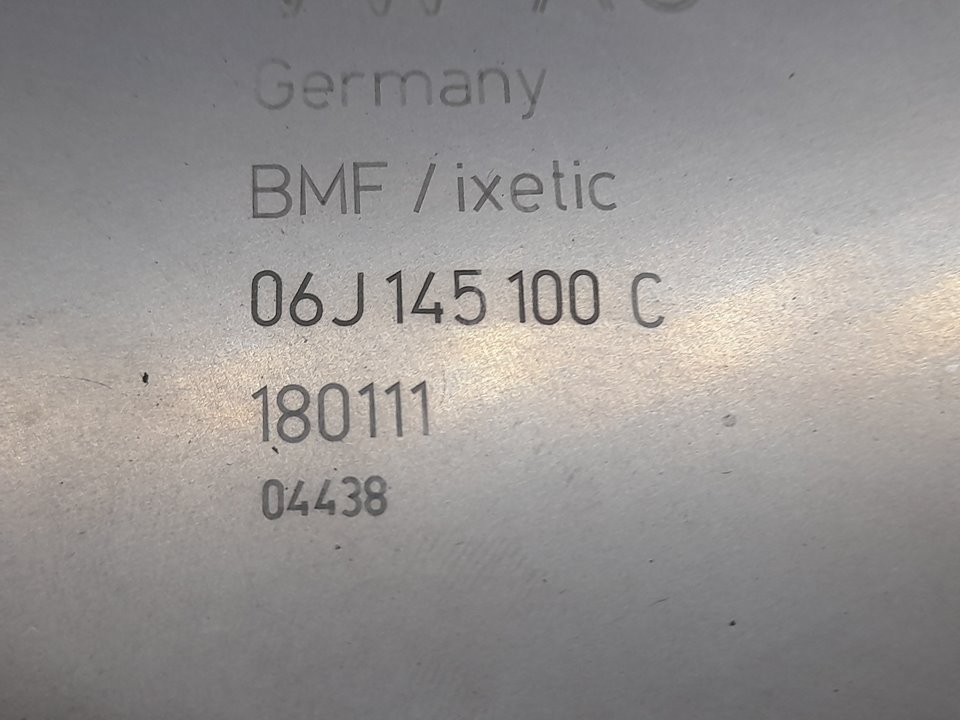 Germany
BMF / ixetic
06J 145 100 C
180111
04438